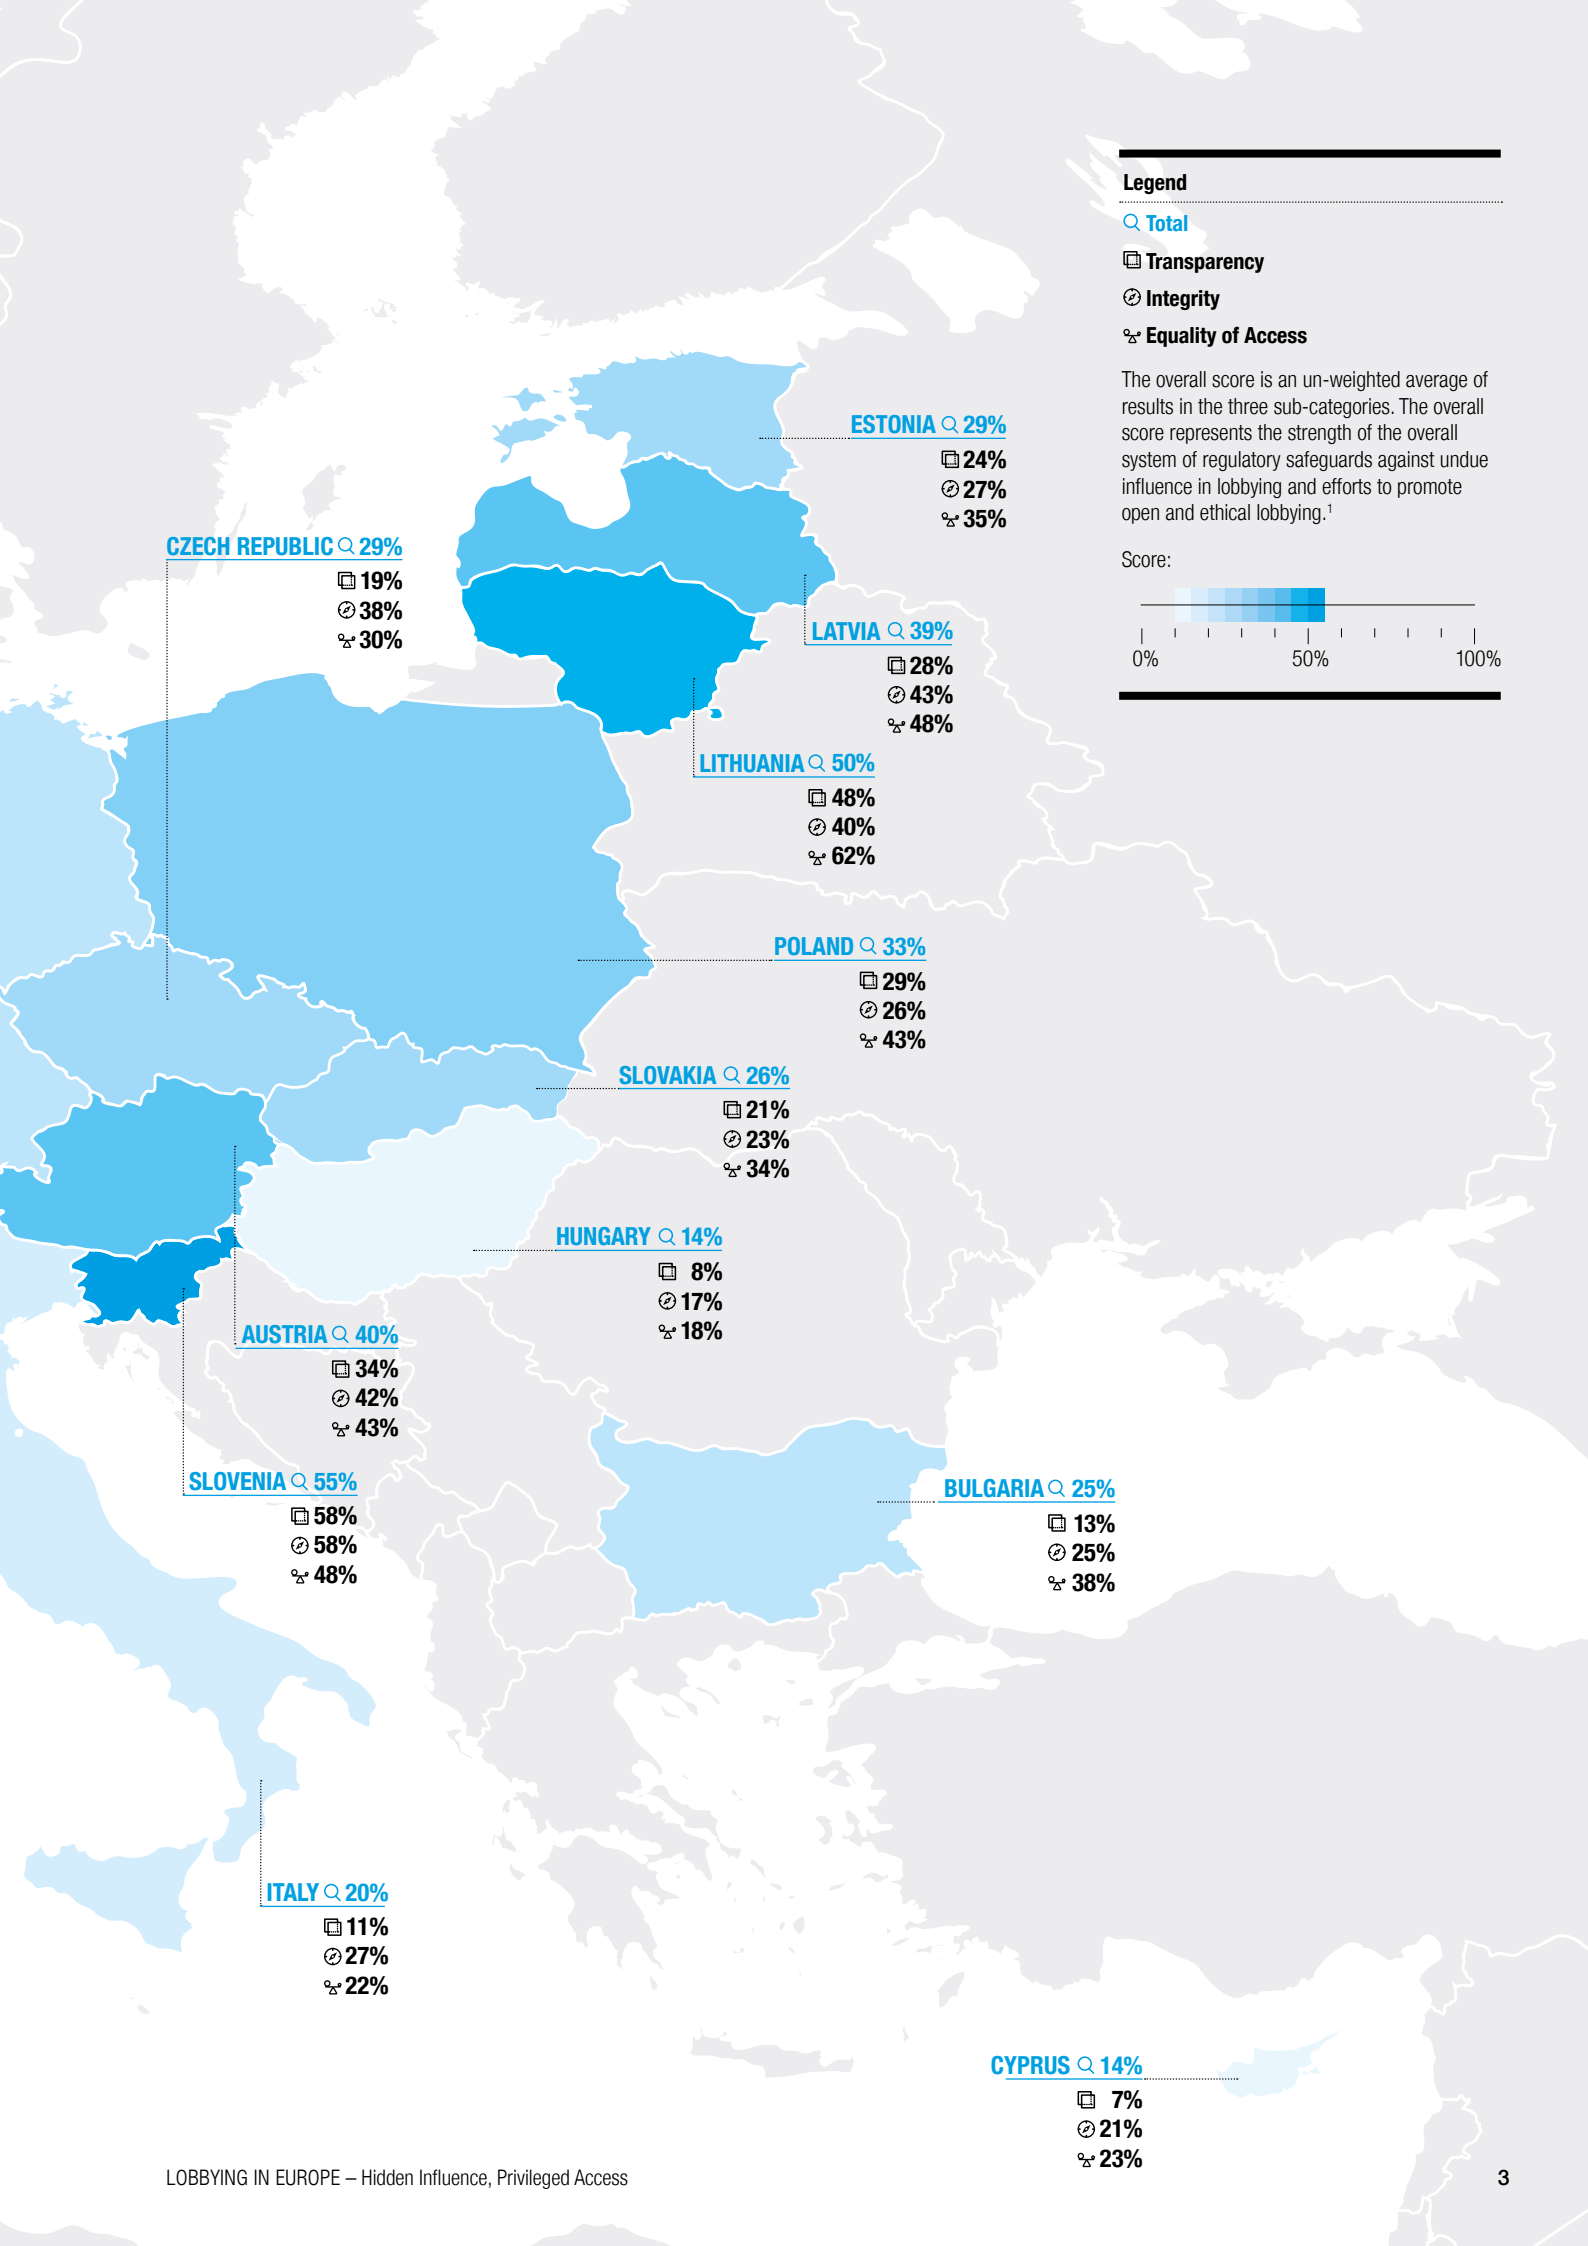 Legend
Total
Transparency
Integrity
Equality of Access
The overall score is an un-weighted average of
results in the three sub-categories. The overall
score represents the strength of the overall
system of regulatory safeguards against undue
influence in lobbying and efforts to promote
open and ethical lobbying.1
Score:
0% 50% 100%
ESTONIA 29%
24%
27%
35%
CZECH REPUBLIC 29%
19%
38%
30%
LATVIA 39%
28%
43%
48%
LITHUANIA 50%
48%
40%
62%
POLAND 33%
29%
26%
43%
SLOVAKIA 26%
21%
23%
34%
HUNGARY 14%
8%
17%
18%
AUSTRIA 40%
34%
42%
43%
SLOVENIA 55%
58%
58%
48%
BULGARIA 25%
13%
25%
38%
ITALY 20%
11%
27%
22%
CYPRUS 14%
7%
21%
23%
LOBBYING IN EUROPE – Hidden Influence, Privileged Access
3